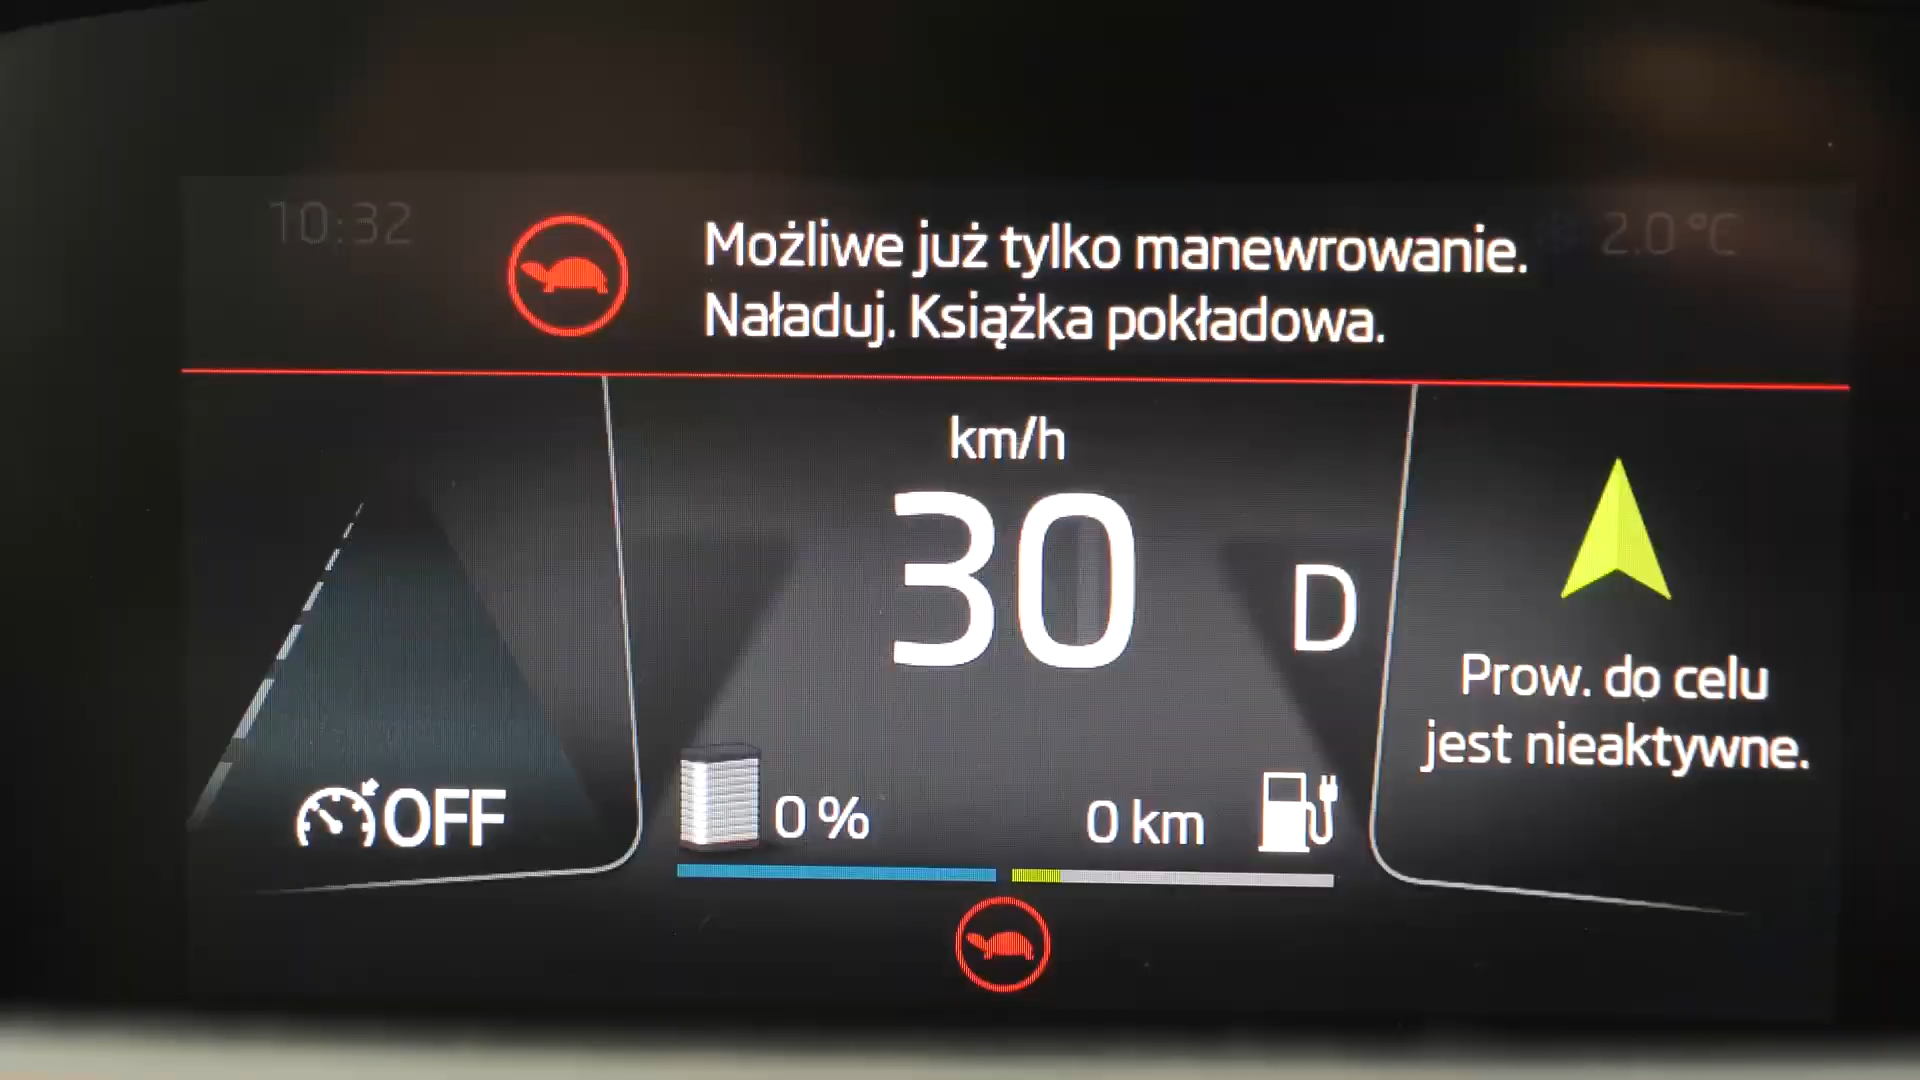 10:32
Możliwe już tylko manewrowanie.
Naładuj. Książka pokładowa.
2.0 °C
km/h
30
D
Prow. do celu
jest nieaktywne.
OFF
0 %
0 km